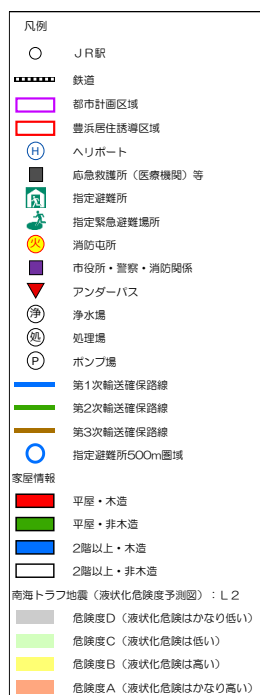 凡例
JR駅
鉄道
都市計画区域
豊浜居住誘導区域
H ヘリポート
応急救護所（医療機関）等
指定避難所
指定緊急避難場所
火 消防屯所
市役所・警察・消防関係
アンダーパス
浄 浄水場
処 処理場
P ポンプ場
第1次輸送確保路線
第2次輸送確保路線
第3次輸送確保路線
指定避難所500m圏域
家屋情報
平屋・木造
平屋・非木造
2階以上・木造
2階以上・非木造
南海トラフ地震（液状化危険度予測図）：L2
危険度D（液状化危険はかなり低い）
危険度C（液状化危険は低い）
危険度B（液状化危険は高い）
危険度A（液状化危険はかなり高い）